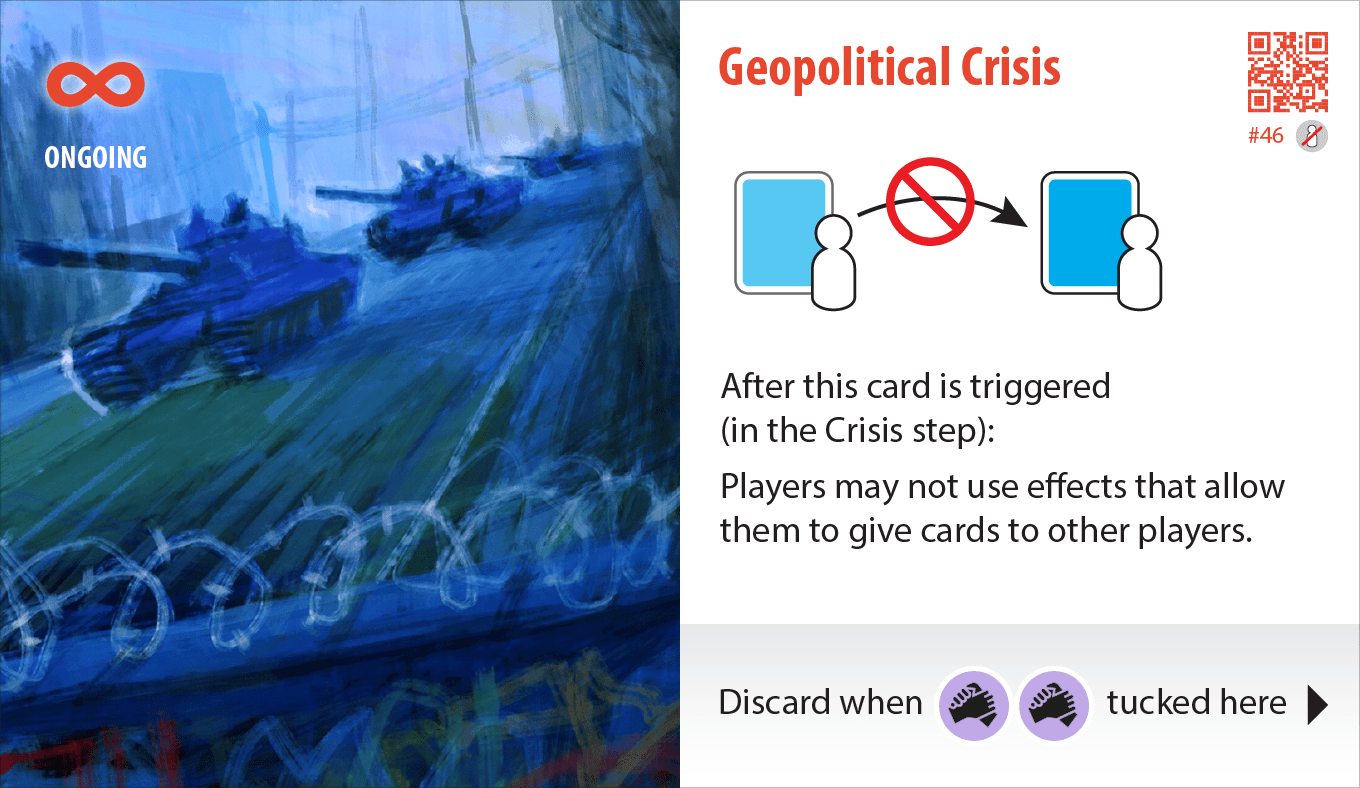 ONGOING
Geopolitical Crisis
#46
After this card is triggered
(in the Crisis step):
Players may not use effects that allow
them to give cards to other players.
Discard when tucked here